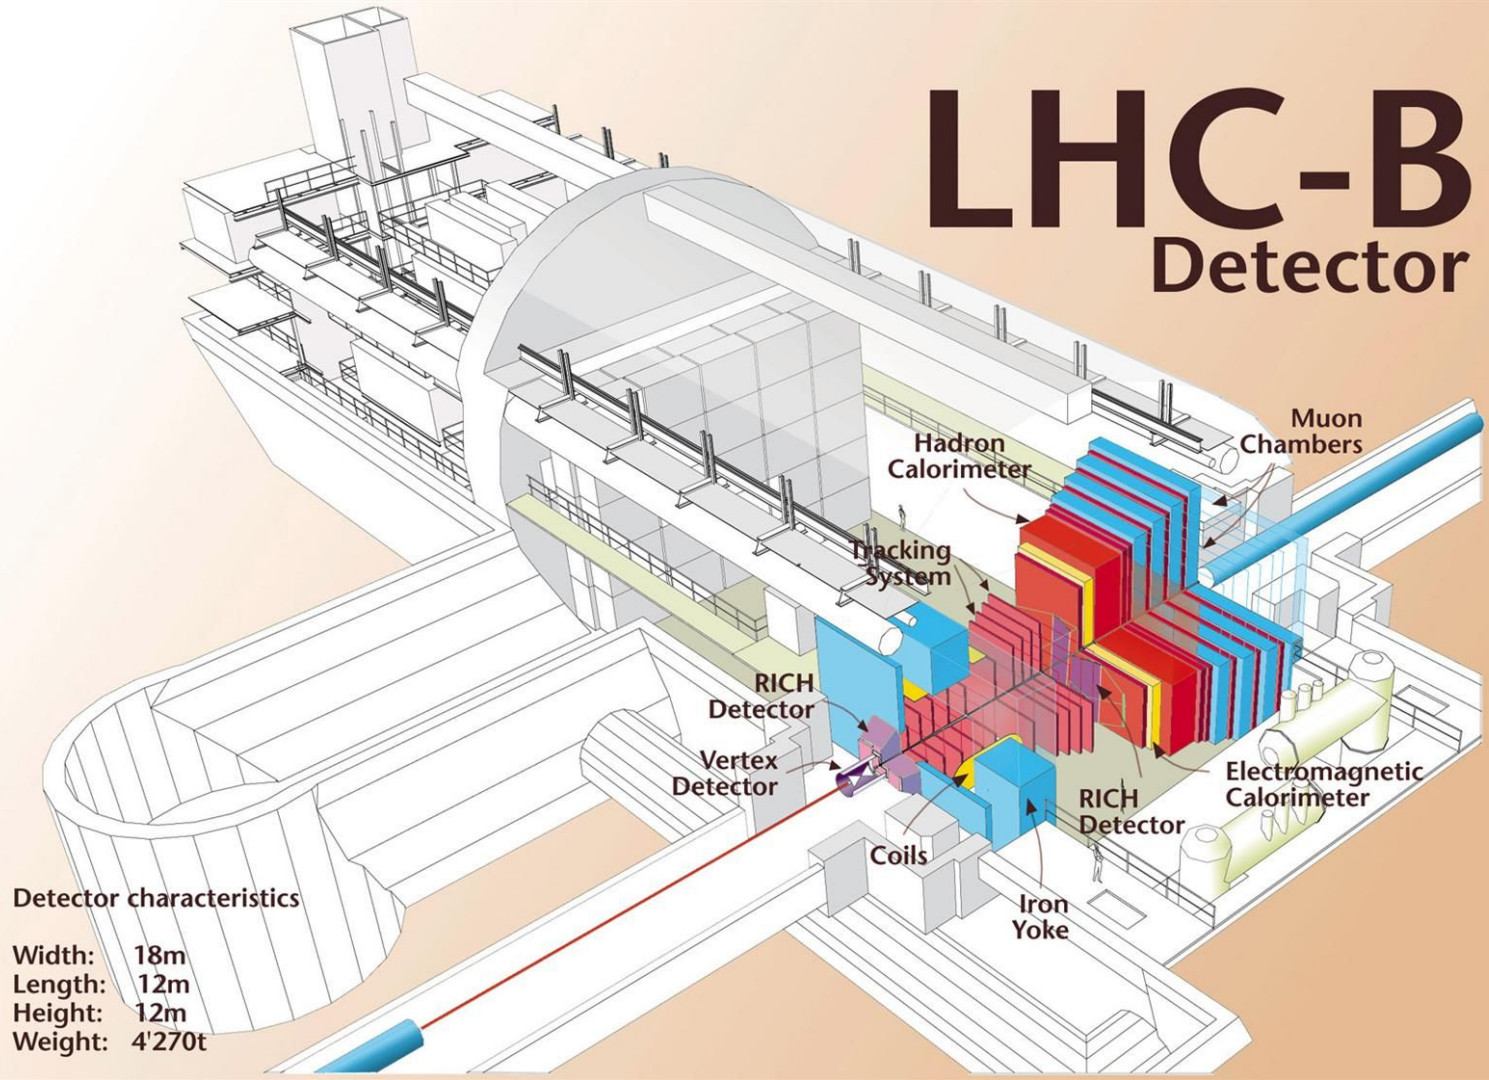 LHC-B
Detector
Muon
Chambers
Hadron
Calorimeter
Tracking
System
RICH
Detector
Vertex
Detector
Electromagnetic
Calorimeter
RICH
Detector
Coils
Iron
Yoke
Detector characteristics
Width: 18m
Length: 12m
Height: 12m
Weight: 4'270t